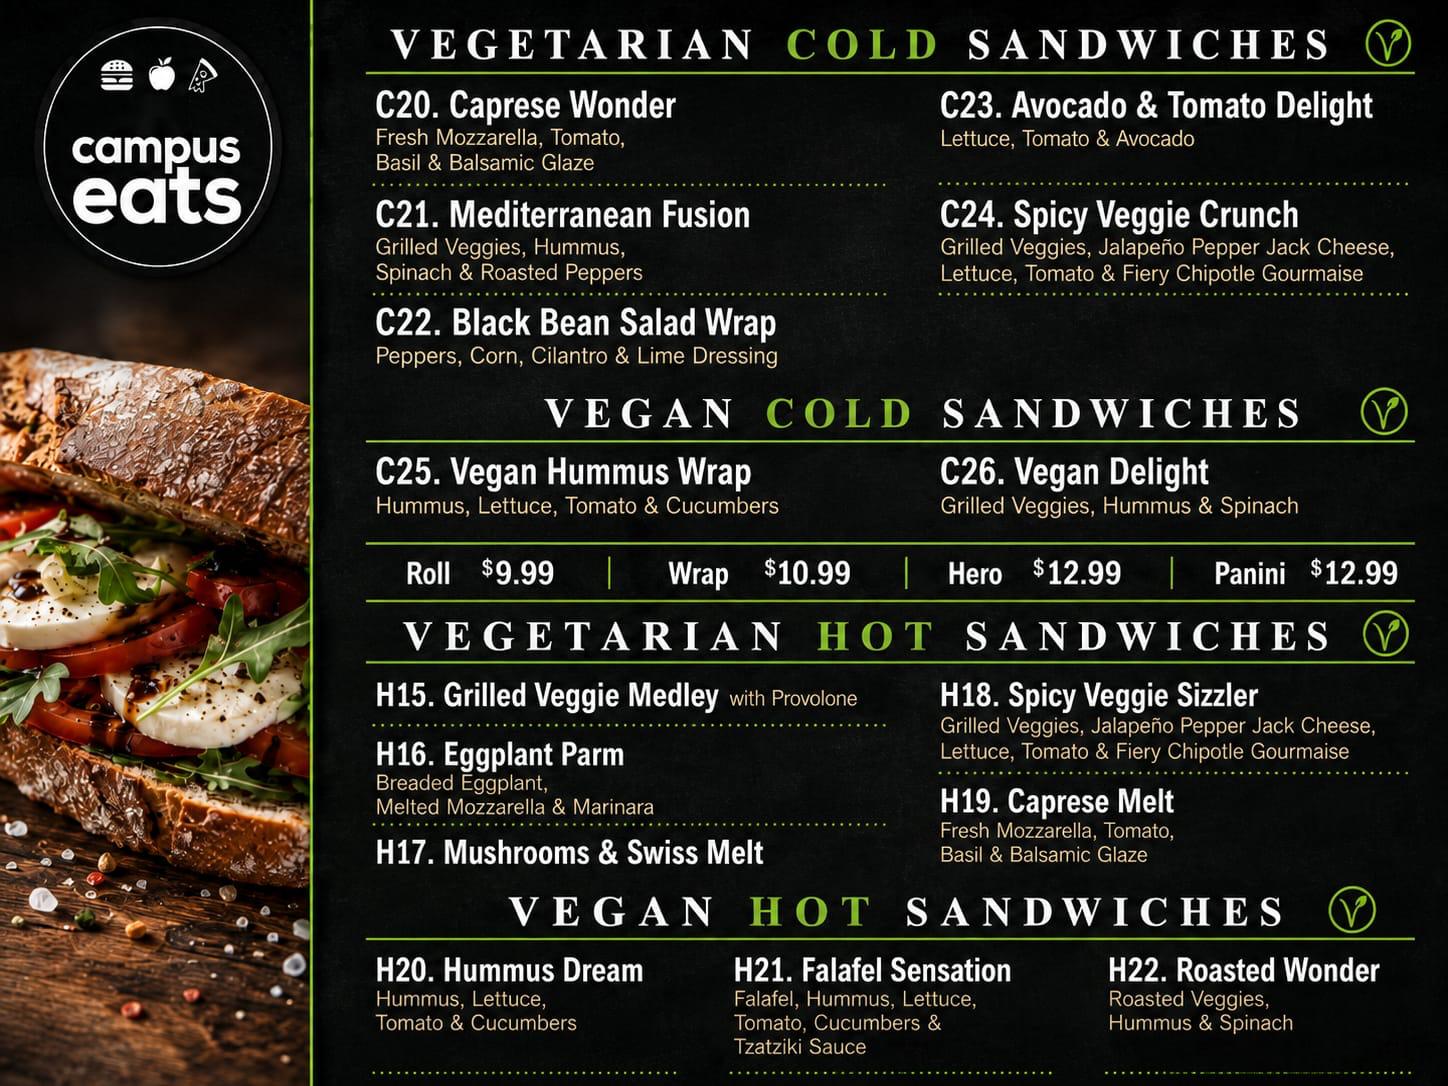 campus
eats
VEGETARIAN COLD SANDWICHES
C20. Caprese Wonder
Fresh Mozzarella, Tomato,
Basil & Balsamic Glaze
C21. Mediterranean Fusion
Grilled Veggies, Hummus,
Spinach & Roasted Peppers
C22. Black Bean Salad Wrap
Peppers, Corn, Cilantro & Lime Dressing
C23. Avocado & Tomato Delight
Lettuce, Tomato & Avocado
C24. Spicy Veggie Crunch
Grilled Veggies, Jalapeño Pepper Jack Cheese,
Lettuce, Tomato & Fiery Chipotle Gourmaise
VEGAN COLD SANDWICHES
C25. Vegan Hummus Wrap
Hummus, Lettuce, Tomato & Cucumbers
C26. Vegan Delight
Grilled Veggies, Hummus & Spinach
Roll $9.99 | Wrap $10.99 | Hero $12.99 | Panini $12.99
VEGETARIAN HOT SANDWICHES
H15. Grilled Veggie Medley with Provolone
H16. Eggplant Parm
Breaded Eggplant,
Melted Mozzarella & Marinara
H17. Mushrooms & Swiss Melt
H18. Spicy Veggie Sizzler
Grilled Veggies, Jalapeño Pepper Jack Cheese,
Lettuce, Tomato & Fiery Chipotle Gourmaise
H19. Caprese Melt
Fresh Mozzarella, Tomato,
Basil & Balsamic Glaze
VEGAN HOT SANDWICHES
H20. Hummus Dream
Hummus, Lettuce,
Tomato & Cucumbers
H21. Falafel Sensation
Falafel, Hummus, Lettuce,
Tomato, Cucumbers &
Tzatziki Sauce
H22. Roasted Wonder
Roasted Veggies,
Hummus & Spinach